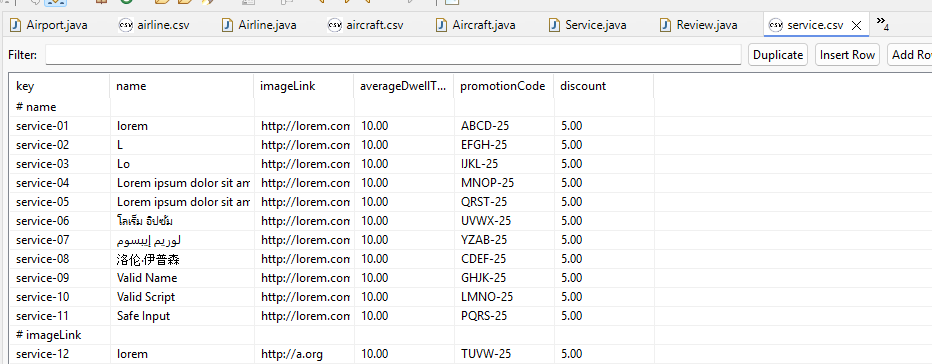 Airport.java airline.csv Airline.java aircraft.csv Aircraft.java Service.java Review.java service.csv 4
Filter: Duplicate Insert Row Add Ro
key name imageLink averageDwellT... promotionCode discount
# name
service-01 lorem http://lorem.con 10.00 ABCD-25 5.00
service-02 L http://lorem.con 10.00 EFGH-25 5.00
service-03 Lo http://lorem.con 10.00 IJKL-25 5.00
service-04 Lorem ipsum dolor sit am http://lorem.con 10.00 MNOP-25 5.00
service-05 Lorem ipsum dolor sit am http://lorem.con 10.00 QRST-25 5.00
service-06 โลเร็ม อิปซัม http://lorem.con 10.00 UVWX-25 5.00
service-07 لوريم إيبسوم http://lorem.con 10.00 YZAB-25 5.00
service-08 洛伦·伊普森 http://lorem.con 10.00 CDEF-25 5.00
service-09 Valid Name http://lorem.con 10.00 GHJK-25 5.00
service-10 Valid Script http://lorem.con 10.00 LMNO-25 5.00
service-11 Safe Input http://lorem.con 10.00 PQRS-25 5.00
# imageLink
service-12 lorem http://a.org 10.00 TUVW-25 5.00